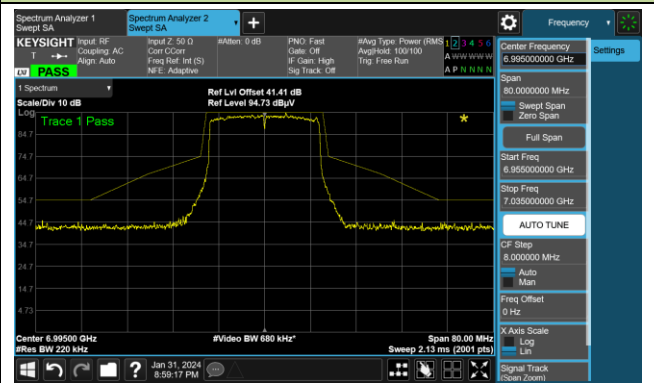 Spectrum Analyzer 1
Swept SA
Spectrum Analyzer 2
Swept SA
+
Frequency
KEYSIGHT
Input: RF
Coupling: AC
Align: Auto
Input Z: 50 Ω
Corr CCorr
Freq Ref: Int (S)
NFE: Adaptive
#Atten: 0 dB
PNO: Fast
Gate: Off
IF Gain: High
Sig Track: Off
#Avg Type: Power (RMS
Avg|Hold: 100/100
Trig: Free Run
1 2 3 4 5 6
A W W W W W
A P N N N N
LXI PASS
1 Spectrum
Scale/Div 10 dB
Ref Lvl Offset 41.41 dB
Ref Level 94.73 dBµV
Log
Trace 1 Pass
84.7
74.7
64.7
54.7
44.7
34.7
24.7
14.7
4.73
Center 6.99500 GHz
#Res BW 220 kHz
#Video BW 680 kHz*
Span 80.00 MHz
Sweep 2.13 ms (2001 pts)
Center Frequency
6.995000000 GHz
Settings
Span
80.0000000 MHz
Swept Span
Zero Span
Full Span
Start Freq
6.955000000 GHz
Stop Freq
7.035000000 GHz
AUTO TUNE
CF Step
8.000000 MHz
Auto
Man
Freq Offset
0 Hz
X Axis Scale
Log
Lin
Signal Track
(Span Zoom)
?
Jan 31, 2024
8:59:17 PM